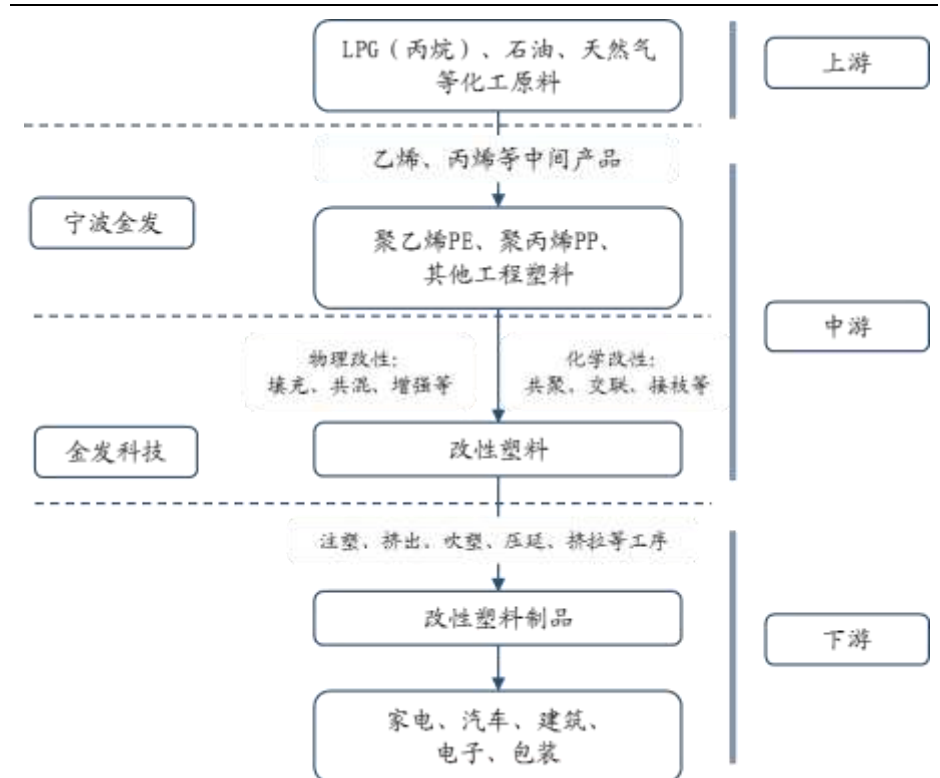 LPG（丙烷）、石油、天然气
等化工原料
上游
乙烯、丙烯等中间产品
宁波金发
聚乙烯PE、聚丙烯PP、
其他工程塑料
中游
物理改性：
填充、共混、增强等
化学改性：
共聚、交联、接枝等
金发科技
改性塑料
注塑、挤出、吹塑、压延、挤拉等工序
改性塑料制品
下游
家电、汽车、建筑、
电子、包装